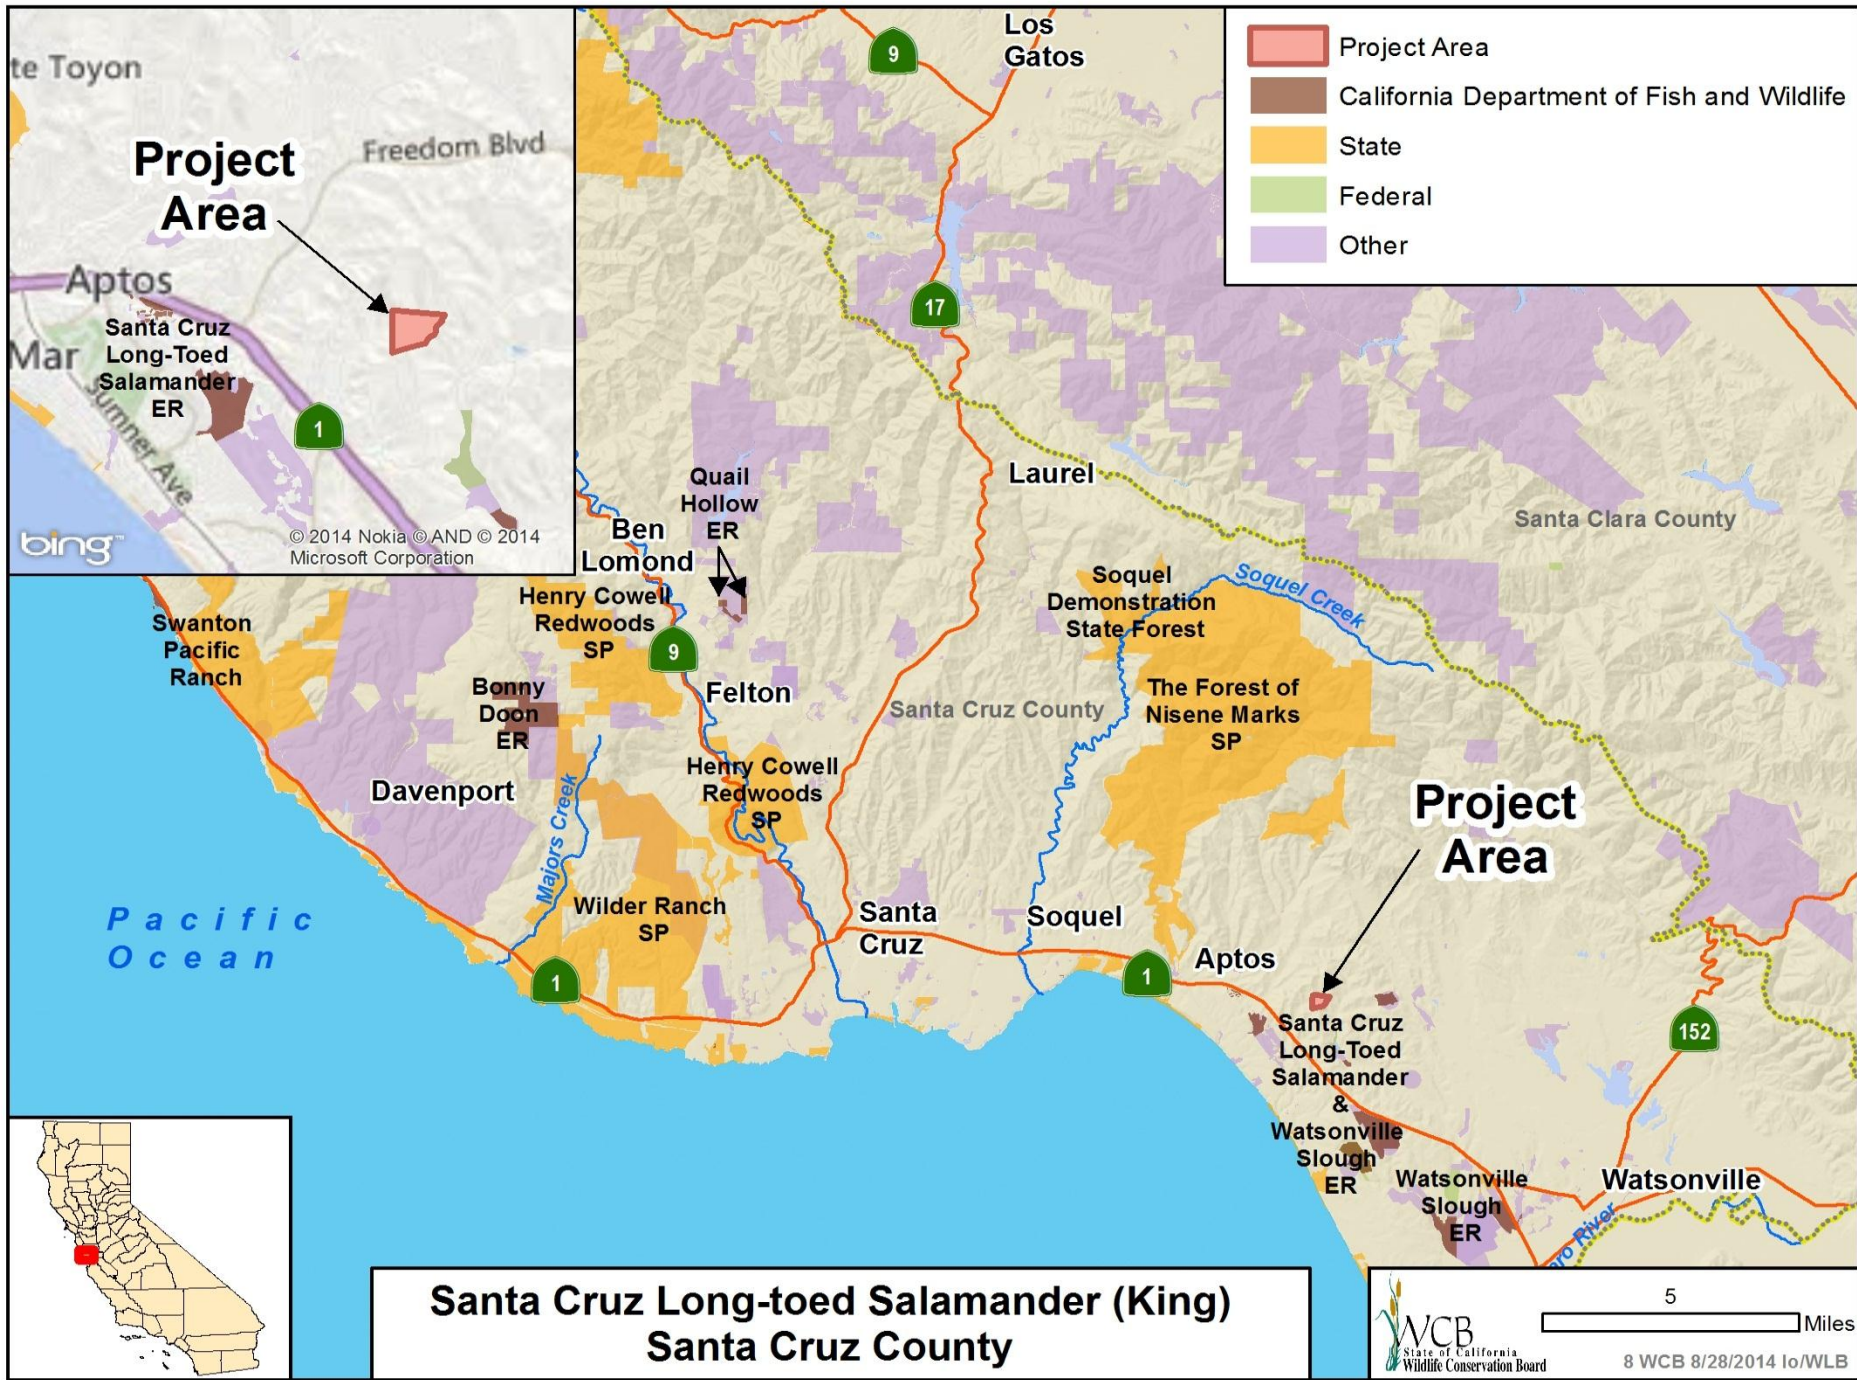 te Toyon
Project
Area
Freedom Blvd
Aptos
Santa Cruz
Long-Toed
Salamander
ER
Mar
Sumner Ave
1
bing™
© 2014 Nokia © AND © 2014
Microsoft Corporation
Los
Gatos
9
17
Project Area
California Department of Fish and Wildlife
State
Federal
Other
Laurel
Santa Clara County
Quail
Hollow
ER
Ben
Lomond
Henry Cowell
Redwoods
SP
9
Felton
Swanton
Pacific
Ranch
Bonny
Doon
ER
Davenport
Majors Creek
Henry Cowell
Redwoods
SP
Wilder Ranch
SP
1
Santa Cruz County
Soquel
Demonstration
State Forest
Soquel Creek
The Forest of
Nisene Marks
SP
Project
Area
Pacific
Ocean
Santa
Cruz
Soquel
1
Aptos
152
Santa Cruz
Long-Toed
Salamander
&
Watsonville
Slough
ER
Watsonville
Slough
ER
Watsonville
ro River
Santa Cruz Long-toed Salamander (King)
Santa Cruz County
WCB
State of California
Wildlife Conservation Board
5
Miles
8 WCB 8/28/2014 lo/WLB